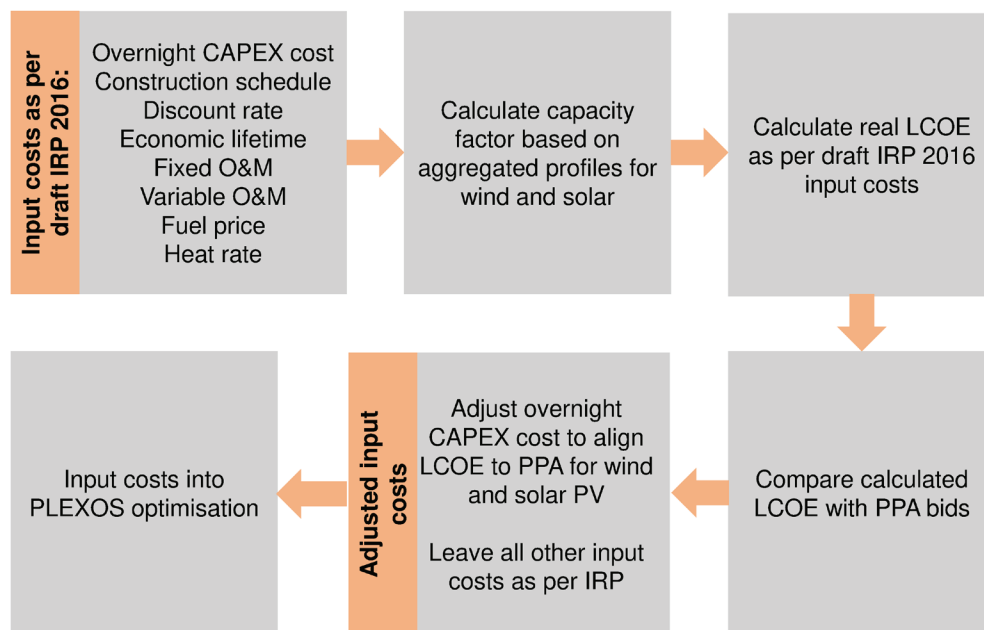 Input costs as per
draft IRP 2016:
Overnight CAPEX cost
Construction schedule
Discount rate
Economic lifetime
Fixed O&M
Variable O&M
Fuel price
Heat rate
Calculate capacity
factor based on
aggregated profiles for
wind and solar
Calculate real LCOE
as per draft IRP 2016
input costs
Compare calculated
LCOE with PPA bids
Adjusted input
costs
Adjust overnight
CAPEX cost to align
LCOE to PPA for wind
and solar PV
Leave all other input
costs as per IRP
Input costs into
PLEXOS optimisation